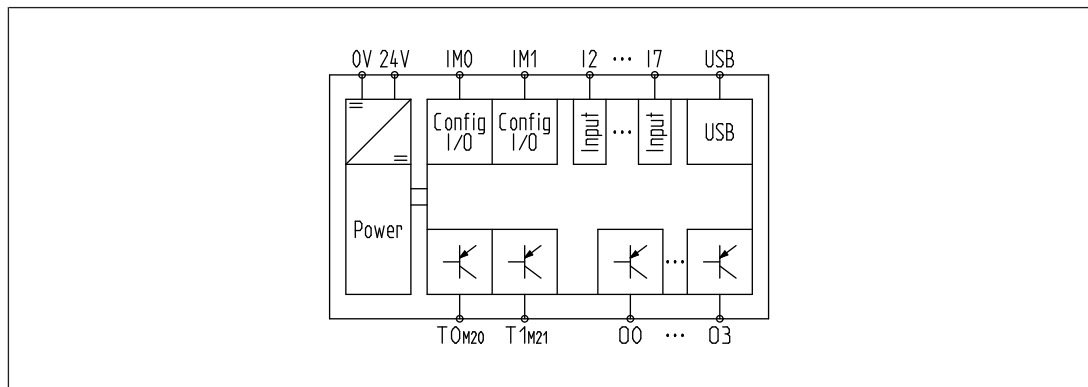 0V 24V IM0 IM1 I2 ... I7 USB
Config I/O Config I/O Input ... Input USB
Power
...
T0M20 T1M21 O0 ... O3